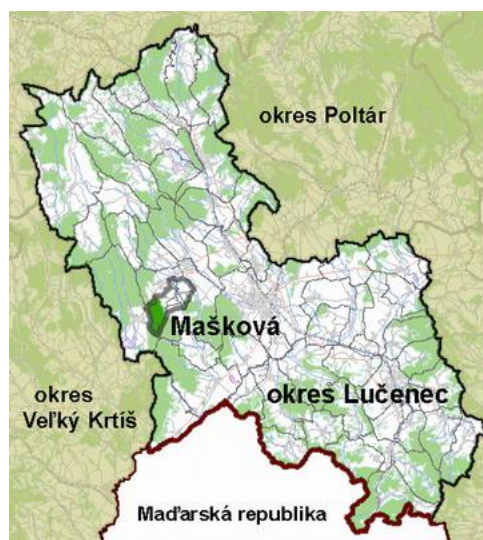 okres Poltár
Mašková
okres Lučenec
okres
Veľký Krtíš
Maďarská republika